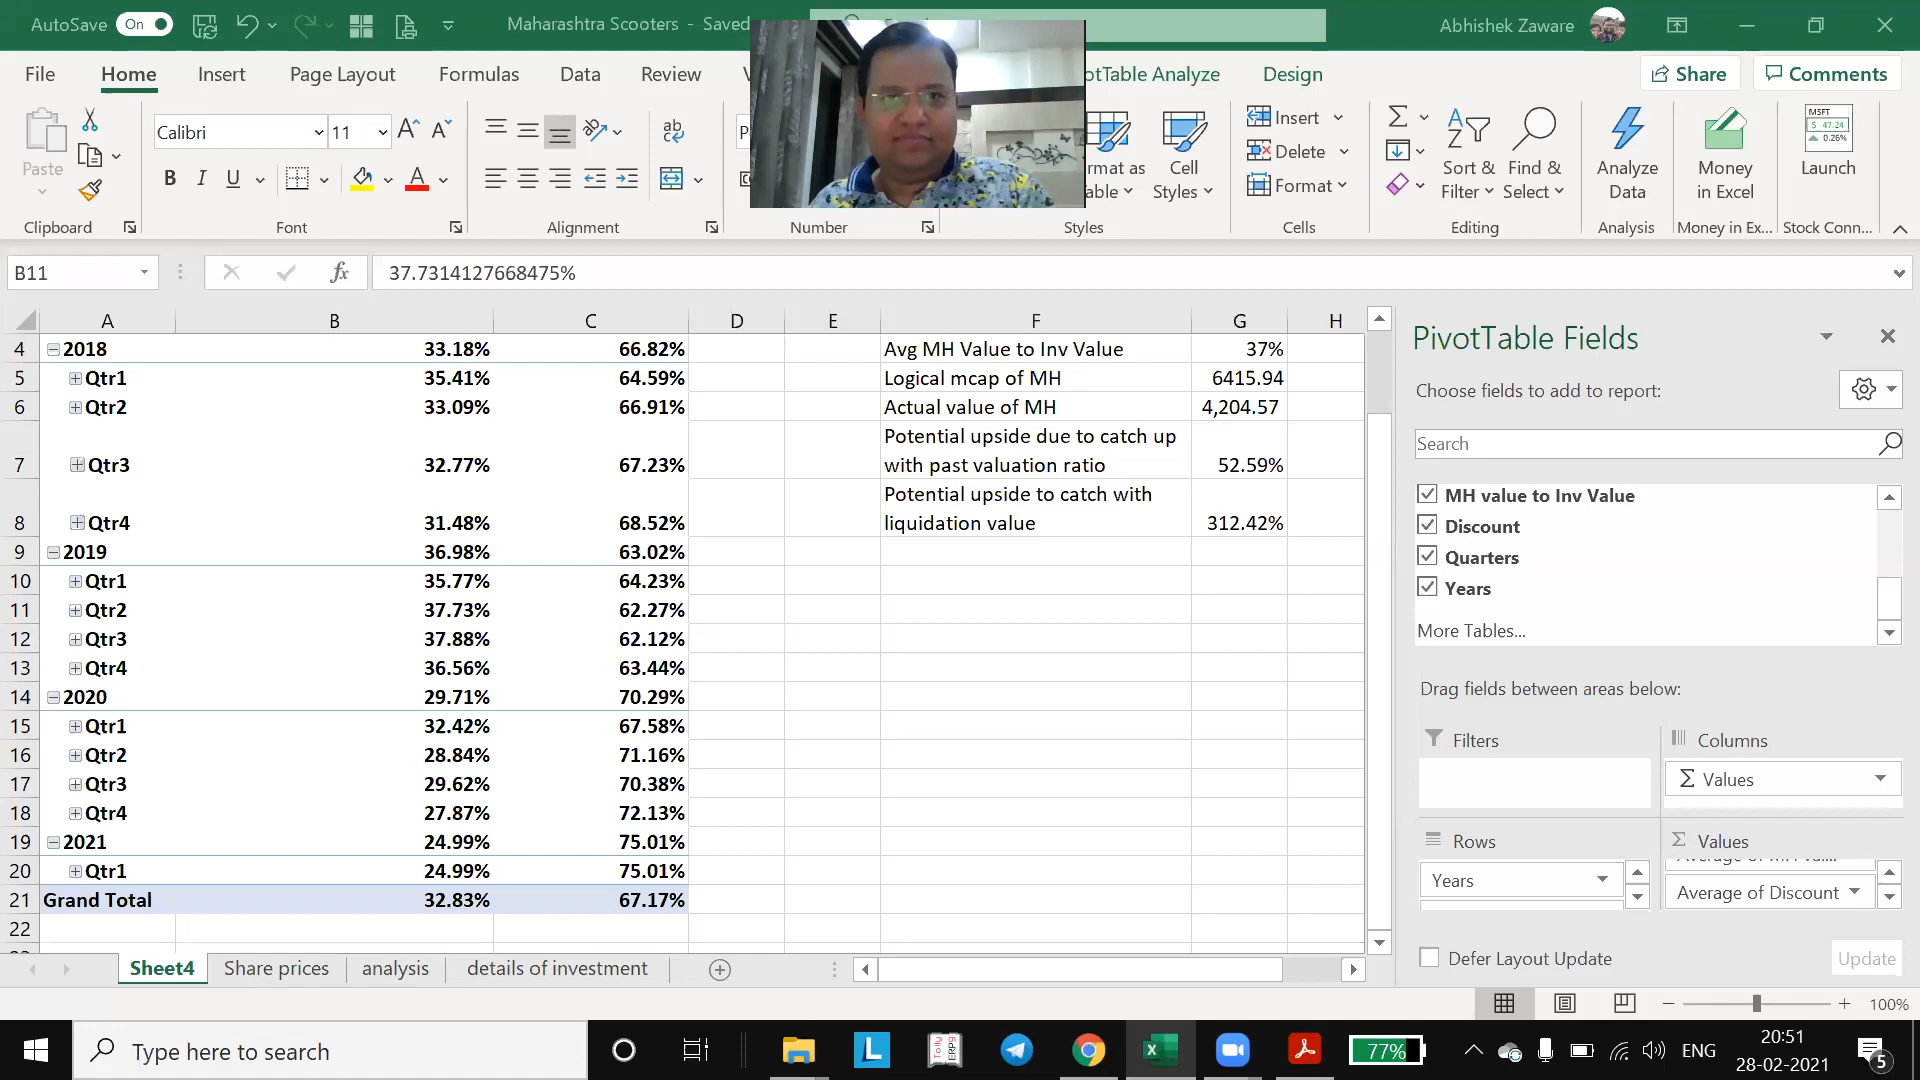 AutoSave On Maharashtra Scooters - Saved Abhishek Zaware
File Home Insert Page Layout Formulas Data Review PivotTable Analyze Design Share Comments
Calibri 11
Paste
B I U
Cell Styles
Insert
Delete
Format
Sort & Filter
Find & Select
Analyze Data
Money in Excel
MSFT
$ 47.24
0.26%
Launch
Clipboard Font Alignment Number Styles Cells Editing Analysis Money in Ex... Stock Conn...
B11 fx 37.7314127668475%
A B C D E F G H
4 2018 33.18% 66.82% Avg MH Value to Inv Value 37%
5 Qtr1 35.41% 64.59% Logical mcap of MH 6415.94
6 Qtr2 33.09% 66.91% Actual value of MH 4,204.57
Potential upside due to catch up
7 Qtr3 32.77% 67.23% with past valuation ratio 52.59%
Potential upside to catch with
8 Qtr4 31.48% 68.52% liquidation value 312.42%
9 2019 36.98% 63.02%
10 Qtr1 35.77% 64.23%
11 Qtr2 37.73% 62.27%
12 Qtr3 37.88% 62.12%
13 Qtr4 36.56% 63.44%
14 2020 29.71% 70.29%
15 Qtr1 32.42% 67.58%
16 Qtr2 28.84% 71.16%
17 Qtr3 29.62% 70.38%
18 Qtr4 27.87% 72.13%
19 2021 24.99% 75.01%
20 Qtr1 24.99% 75.01%
21 Grand Total 32.83% 67.17%
22
Sheet4 Share prices analysis details of investment
PivotTable Fields
Choose fields to add to report:
Search
MH value to Inv Value
Discount
Quarters
Years
More Tables...
Drag fields between areas below:
Filters
Columns
Σ Values
Rows
Σ Values
Years
Average of Discount
Defer Layout Update Update
100%
Type here to search
77%
ENG
20:51
28-02-2021
5